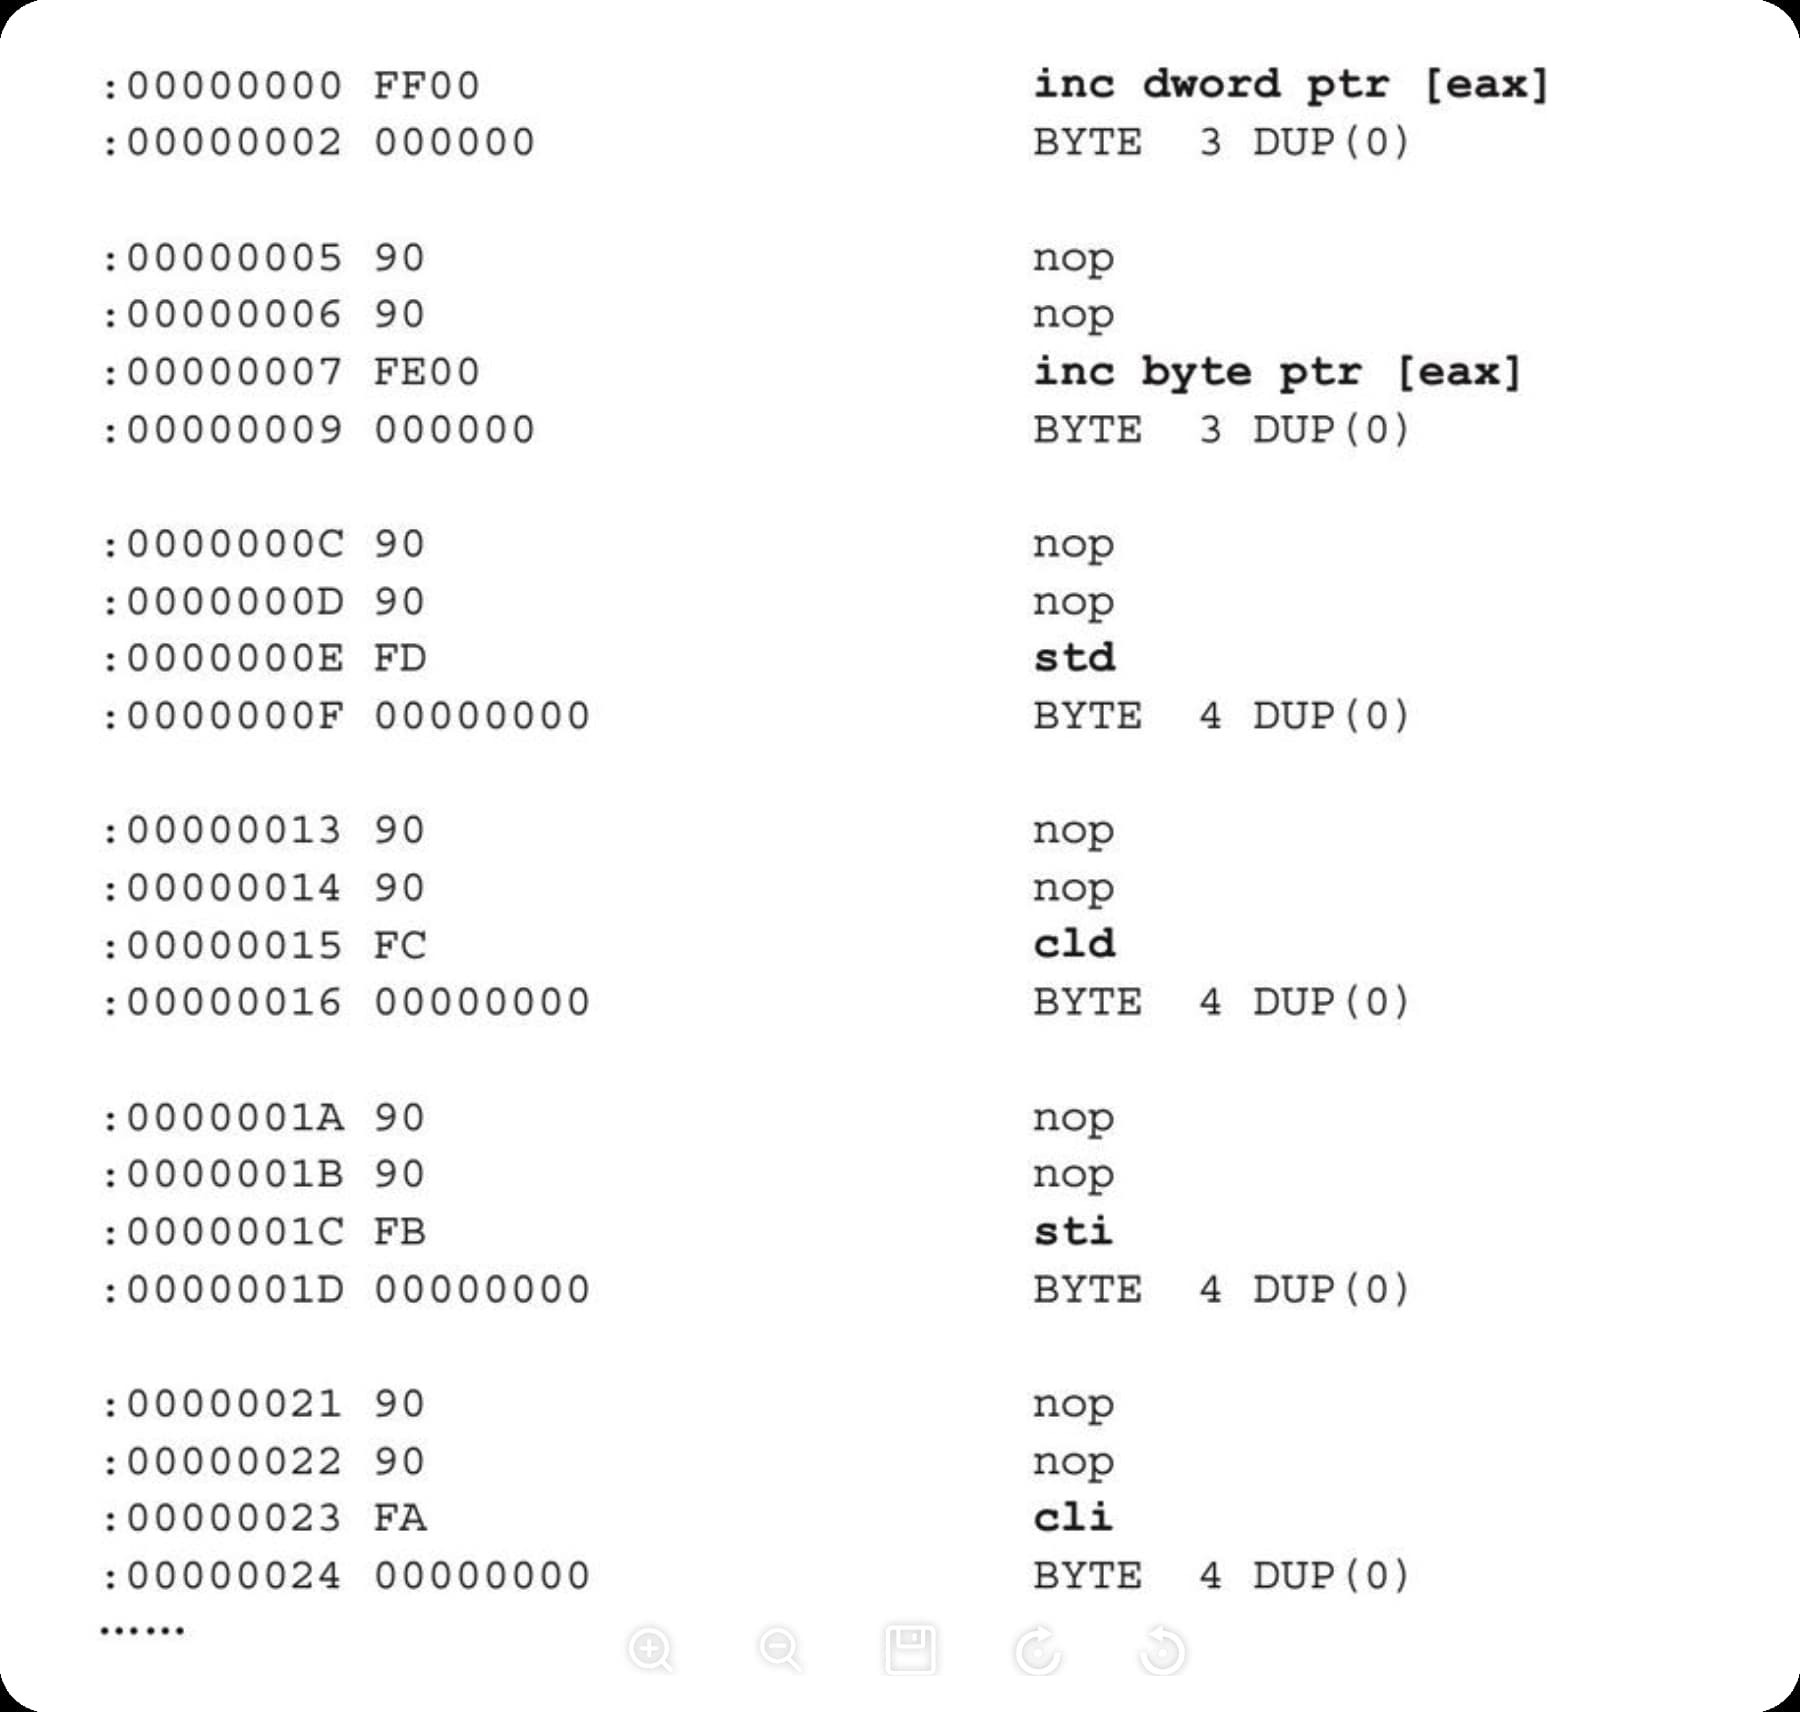 :00000000 FF00 inc dword ptr [eax]
:00000002 000000 BYTE 3 DUP(0)
:00000005 90 nop
:00000006 90 nop
:00000007 FE00 inc byte ptr [eax]
:00000009 000000 BYTE 3 DUP(0)
:0000000C 90 nop
:0000000D 90 nop
:0000000E FD std
:0000000F 00000000 BYTE 4 DUP(0)
:00000013 90 nop
:00000014 90 nop
:00000015 FC cld
:00000016 00000000 BYTE 4 DUP(0)
:0000001A 90 nop
:0000001B 90 nop
:0000001C FB sti
:0000001D 00000000 BYTE 4 DUP(0)
:00000021 90 nop
:00000022 90 nop
:00000023 FA cli
:00000024 00000000 BYTE 4 DUP(0)
……